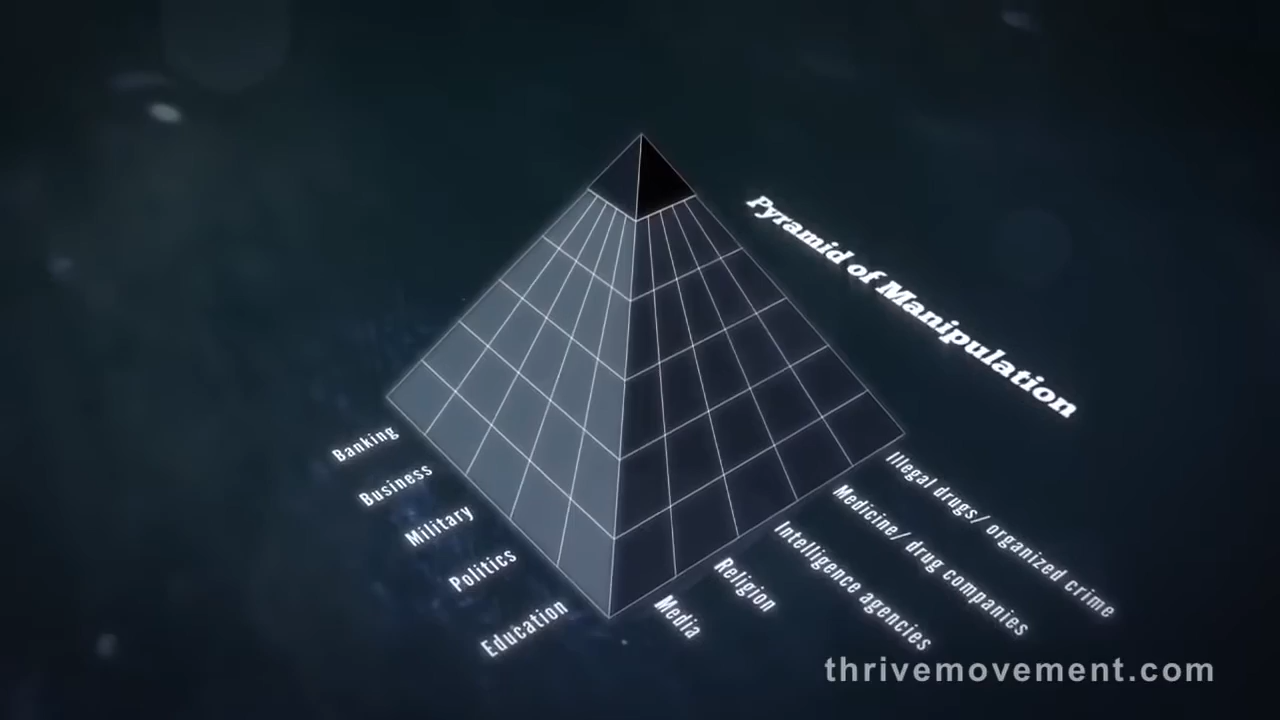 Pyramid of Manipulation
Banking
Business
Military
Politics
Education
Media
Religion
Intelligence agencies
Medicine/ drug companies
Illegal drugs/ organized crime
thrivemovement.com